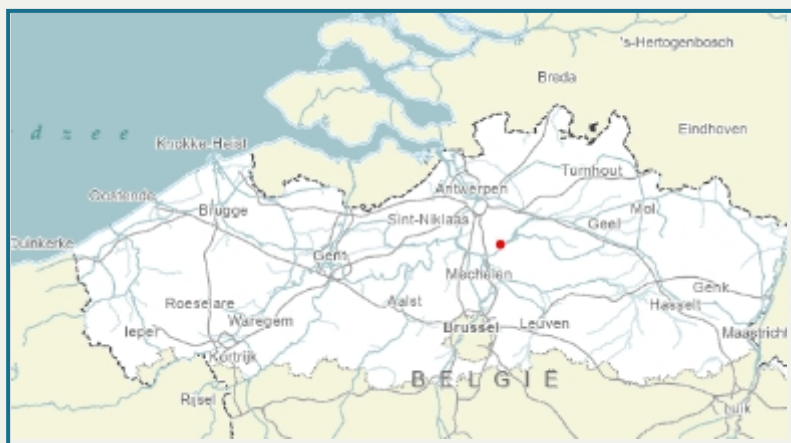 's-Hertogenbosch
Breda
Eindhoven
d z e e
Knokke-Heist
Turnhout
Antwerpen
Oostende
Mol
Brugge
Sint-Niklaas
Geel
Duinkerke
Gent
Mechelen
Genk
Roeselare
Aalst
Hasselt
Ieper
Waregem
Brussel
Leuven
Maastricht
Kortrijk
BELGIË
Rijsel
Luik